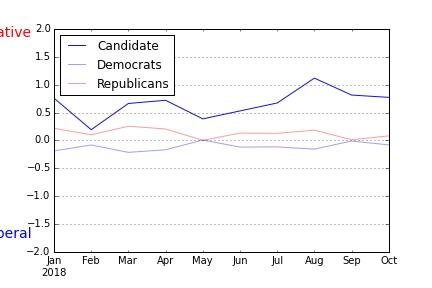 ative
2.0
Candidate
1.5
Democrats
Republicans
1.0
0.5
0.0
−0.5
−1.0
−1.5
beral
−2.0
Jan Feb Mar Apr May Jun Jul Aug Sep Oct
2018